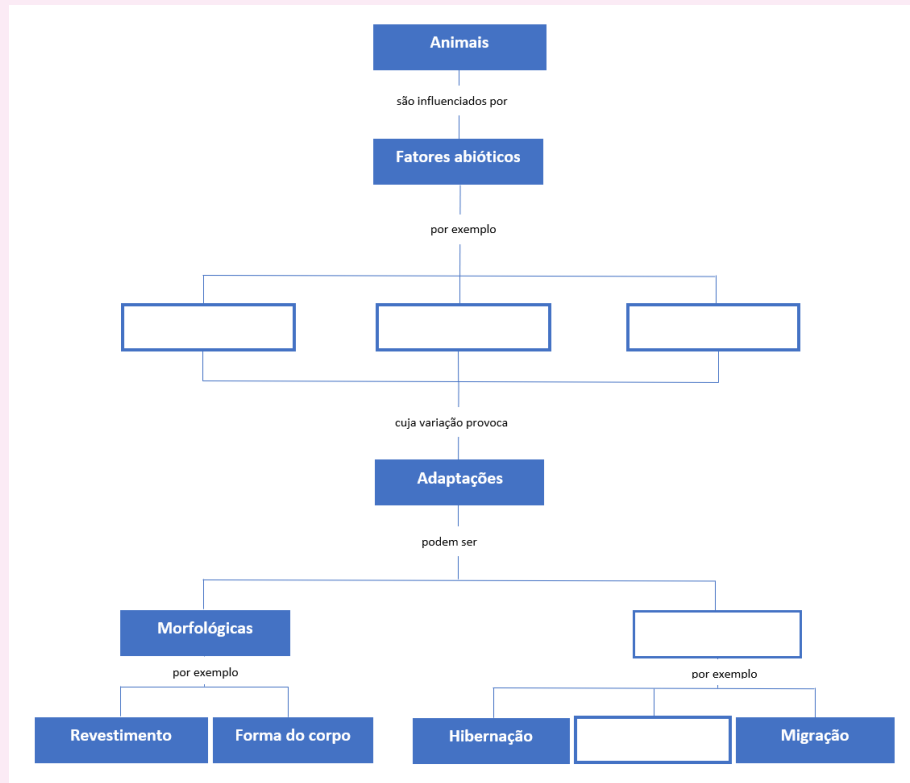 Animais
são influenciados por
Fatores abióticos
por exemplo
cuja variação provoca
Adaptações
podem ser
Morfológicas
por exemplo
por exemplo
Revestimento
Forma do corpo
Hibernação
Migração